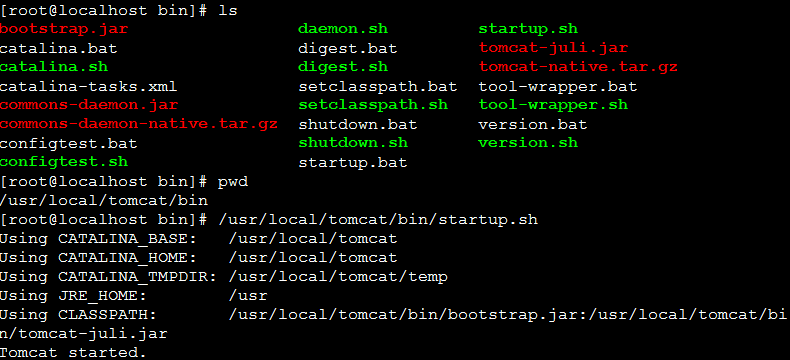 [root@localhost bin]# ls
bootstrap.jar daemon.sh startup.sh
catalina.bat digest.bat tomcat-juli.jar
catalina.sh digest.sh tomcat-native.tar.gz
catalina-tasks.xml setclasspath.bat tool-wrapper.bat
commons-daemon.jar setclasspath.sh tool-wrapper.sh
commons-daemon-native.tar.gz shutdown.bat version.bat
configtest.bat shutdown.sh version.sh
configtest.sh startup.bat
[root@localhost bin]# pwd
/usr/local/tomcat/bin
[root@localhost bin]# /usr/local/tomcat/bin/startup.sh
Using CATALINA_BASE: /usr/local/tomcat
Using CATALINA_HOME: /usr/local/tomcat
Using CATALINA_TMPDIR: /usr/local/tomcat/temp
Using JRE_HOME: /usr
Using CLASSPATH: /usr/local/tomcat/bin/bootstrap.jar:/usr/local/tomcat/bi
n/tomcat-juli.jar
Tomcat started.